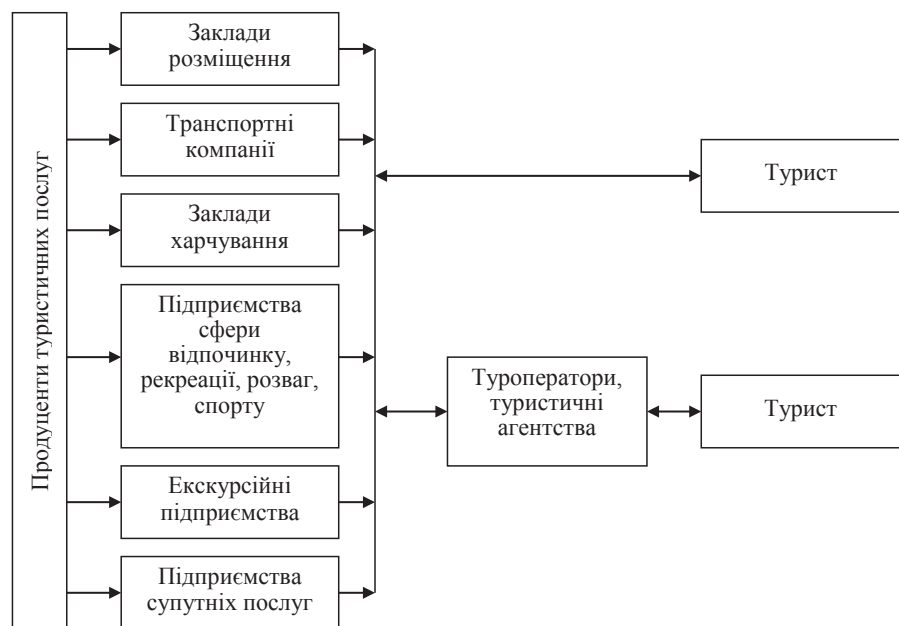 Продуценти туристичних послуг
Заклади
розміщення
Транспортні
компанії
Заклади
харчування
Підприємства
сфери
відпочинку,
рекреації, розваг,
спорту
Екскурсійні
підприємства
Підприємства
супутніх послуг
Турист
Туроператори,
туристичні
агентства
Турист